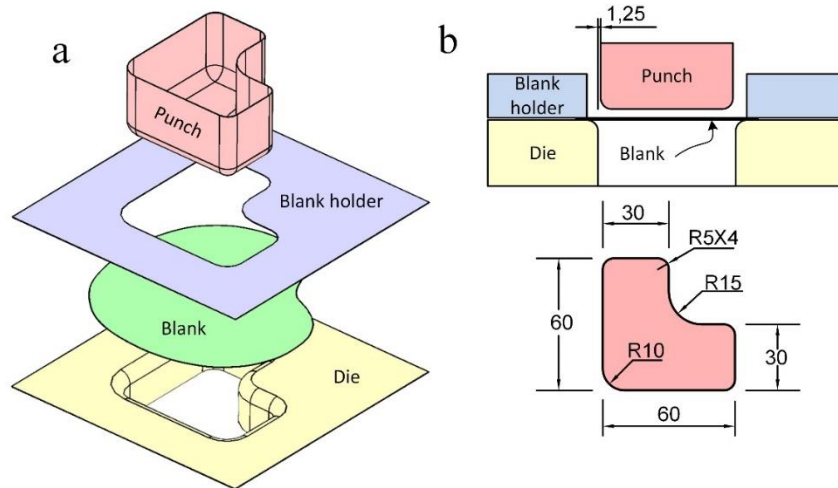 a
Punch
Blank holder
Blank
Die
b
1,25
Punch
Blank
holder
Die
Blank
30
R5X4
R15
60
R10
30
60